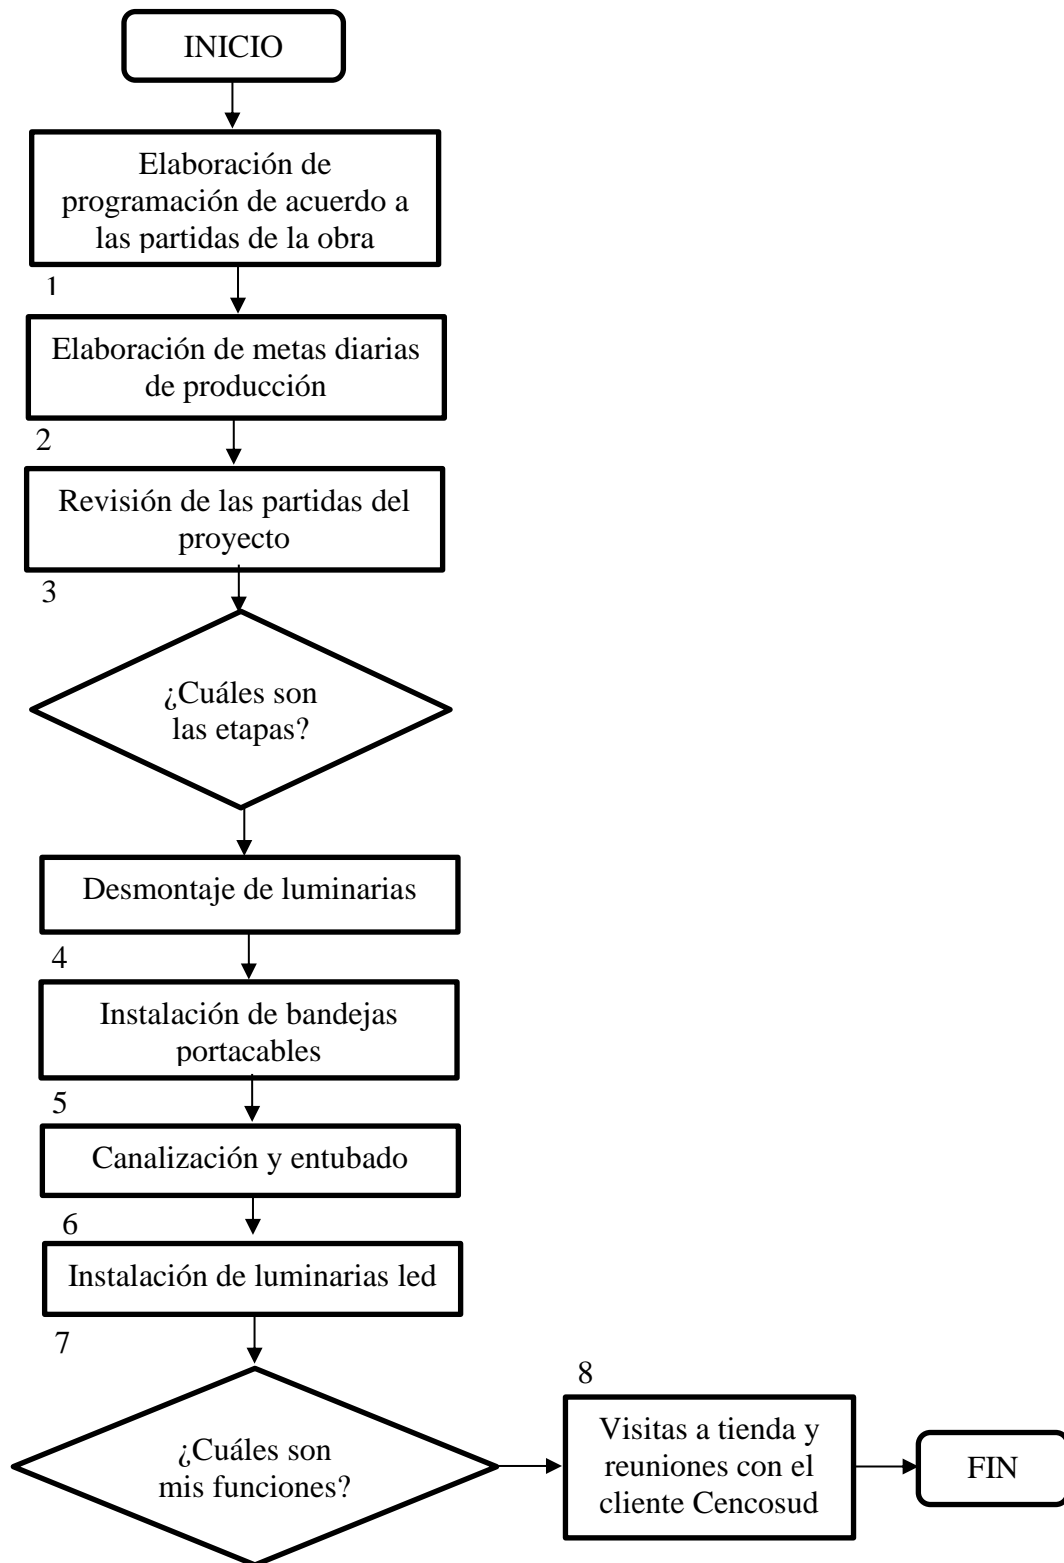 INICIO
Elaboración de
programación de acuerdo a
las partidas de la obra
1
Elaboración de metas diarias
de producción
2
Revisión de las partidas del
proyecto
3
¿Cuáles son
las etapas?
Desmontaje de luminarias
4
Instalación de bandejas
portacables
5
Canalización y entubado
6
Instalación de luminarias led
7
¿Cuáles son
mis funciones?
8
Visitas a tienda y
reuniones con el
cliente Cencosud
FIN